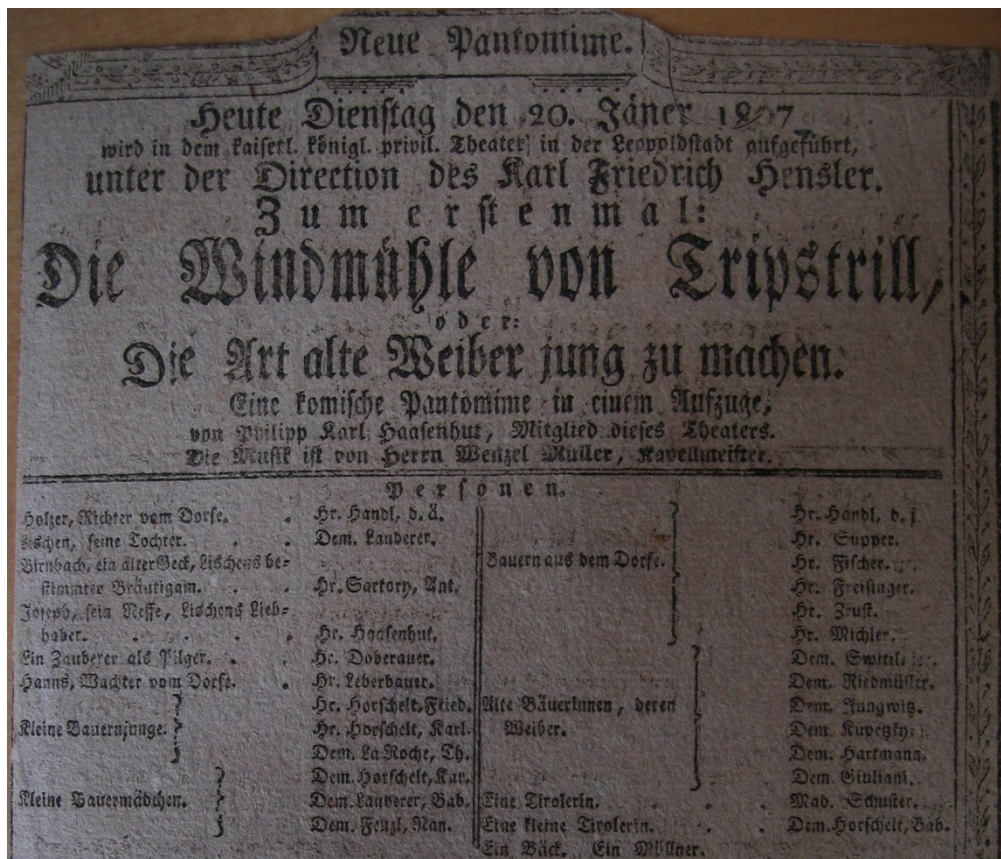 Neue Pantomime.
Heute Dienstag den 20. Jäner 1807
wird in dem kaiserl. königl. privil. Theater in der Leopoldstadt aufgeführt,
unter der Direction des Karl Friedrich Hensler.
Zum erstenmal:
Die Windmühle von Tripstrill,
oder:
Die Art alte Weiber jung zu machen.
Eine komische Pantomime in einem Aufzuge,
von Philipp Karl Haasenhut, Mitglied dieses Theaters.
Die Musik ist von Herrn Wenzel Müller, Kapellmeister.
Personen.
Holzer, Richter vom Dorfe. Hr. Handl, d. ä.
Lischen, seine Tochter. Dem. Lauderer.
Birnbach, ein alter Geck, Lischens be-
stimmter Bräutigam. Hr. Sartory, Ant.
Joseph, sein Neffe, Lischens Lieb-
haber. Hr. Haasenhut.
Ein Zauberer als Pilger. Hr. Doberauer.
Hanns, Wachter vom Dorfe. Hr. Leberbauer.
Kleine Bauernjunge.
Hr. Horschelt, Fried.
Hr. Horschelt, Karl.
Dem. La Roche, Th.
Kleine Bauermädchen.
Dem. Horschelt, Kar.
Dem. Lauderer, Bab.
Dem. Fenzl, Nan.
Bauern aus dem Dorfe.
Hr. Handl, d. j.
Hr. Supper.
Hr. Fischer.
Hr. Freisinger.
Hr. Zrust.
Hr. Michler.
Alte Bäuerinnen, deren
Weiber.
Dem.
Dem. Riedmüller.
Dem. Jungwitz.
Dem. Kupetzky.
Dem. Hartmann.
Dem. Giuliani.
Eine Tirolerin. Mad. Schuster.
Eine kleine Tirolerin. Dem. Horschelt, Bab.
Ein Bäck. Ein Müllner.